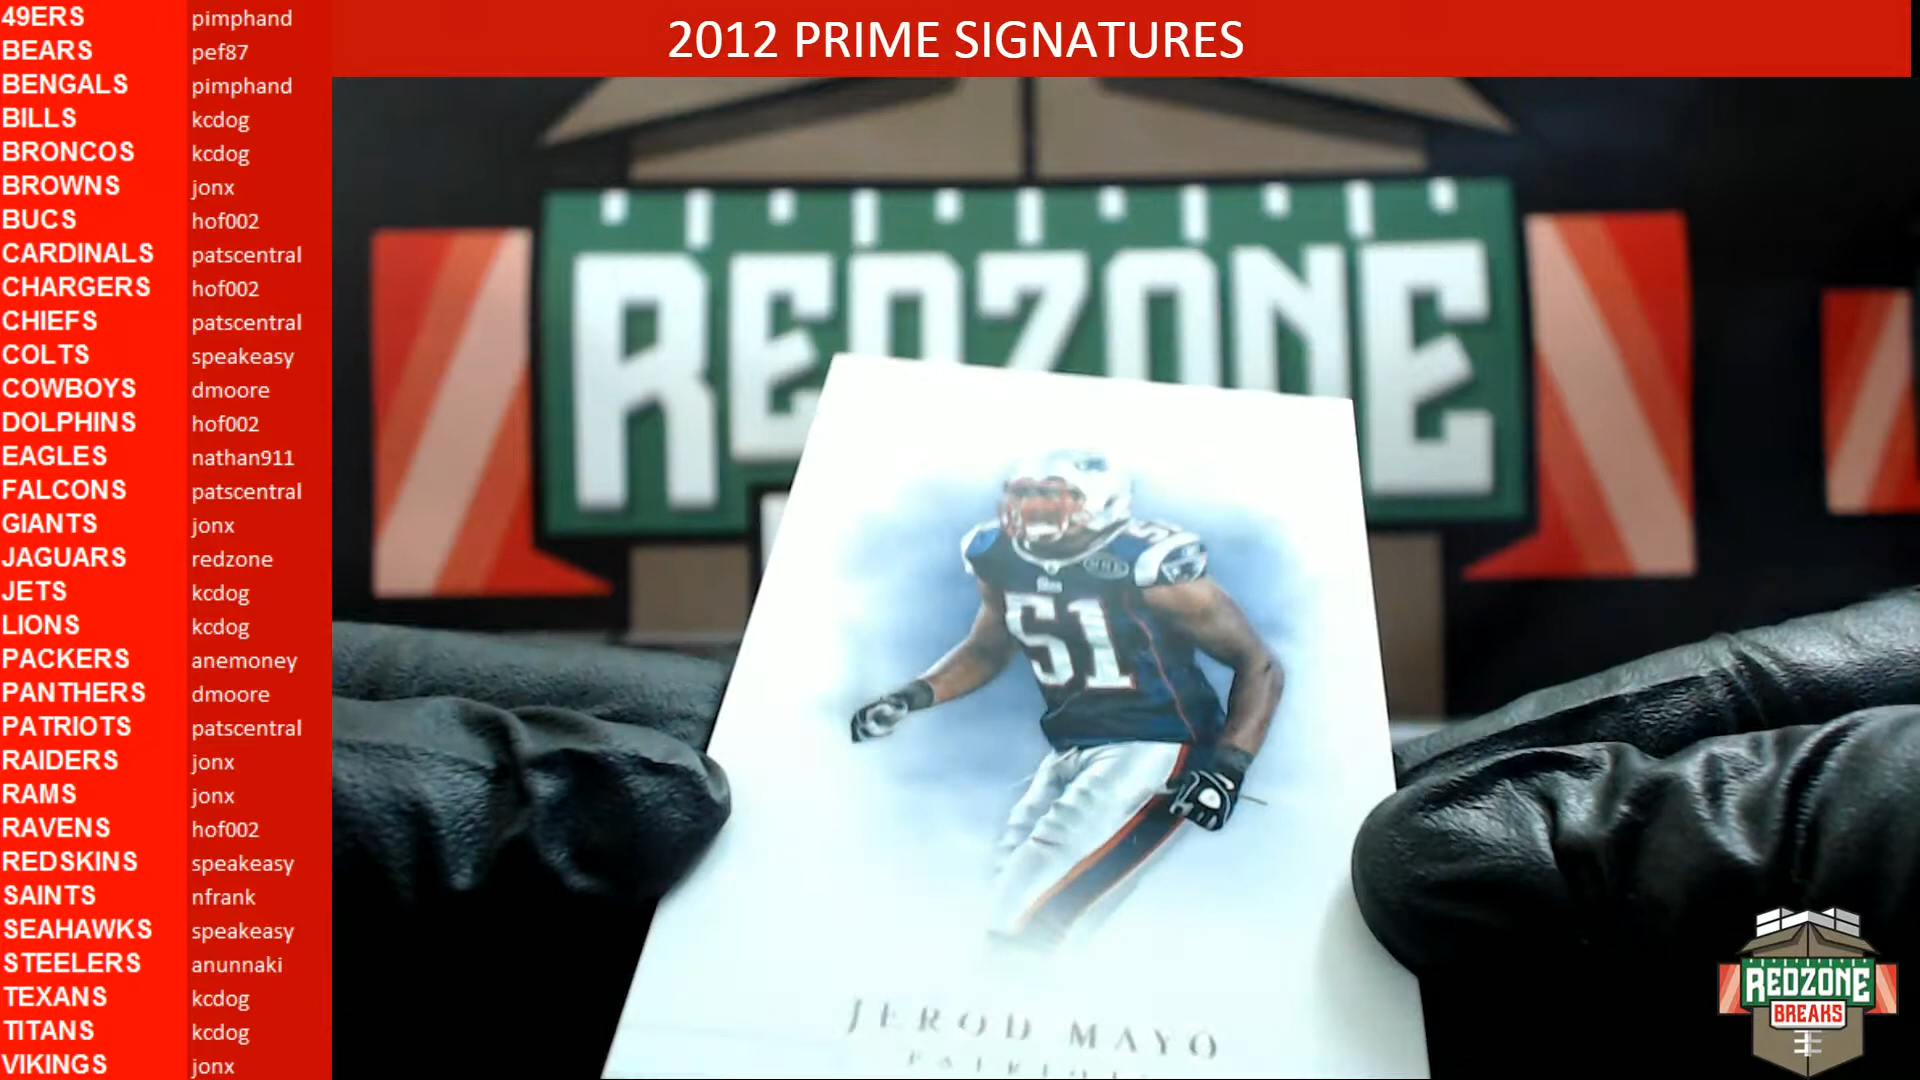 2012 PRIME SIGNATURES
49ERS pimphand
BEARS pef87
BENGALS pimphand
BILLS kcdog
BRONCOS kcdog
BROWNS jonx
BUCS hof002
CARDINALS patscentral
CHARGERS hof002
CHIEFS patscentral
COLTS speakeasy
COWBOYS dmoore
DOLPHINS hof002
EAGLES nathan911
FALCONS patscentral
GIANTS jonx
JAGUARS redzone
JETS kcdog
LIONS kcdog
PACKERS anemoney
PANTHERS dmoore
PATRIOTS patscentral
RAIDERS jonx
RAMS jonx
RAVENS hof002
REDSKINS speakeasy
SAINTS nfrank
SEAHAWKS speakeasy
STEELERS anunnaki
TEXANS kcdog
TITANS kcdog
VIKINGS jonx
REDZONE
51
51
JEROD MAYO
REDZONE
BREAKS